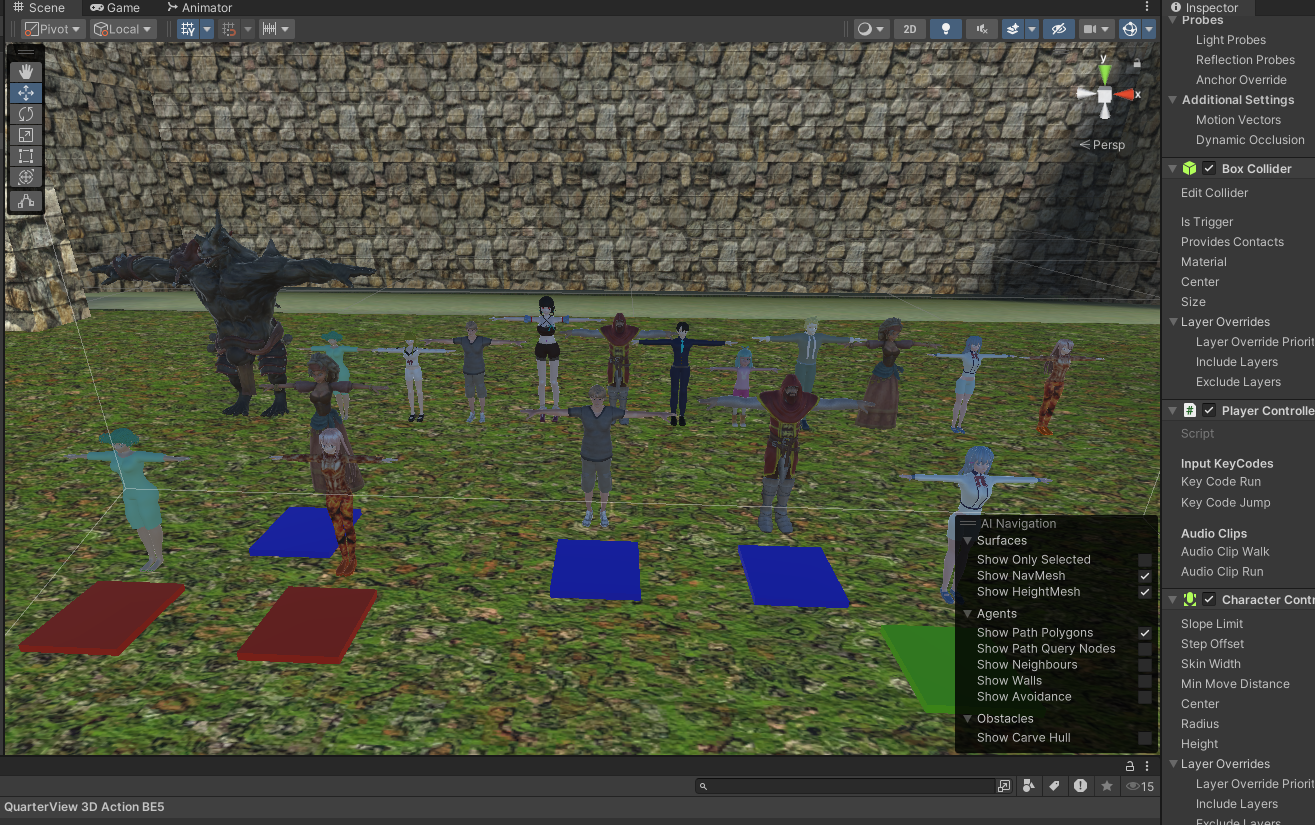 Scene
Game
Animator
Inspector
Pivot
Local
2D
y
x
Persp
Probes
Light Probes
Reflection Probes
Anchor Override
Additional Settings
Motion Vectors
Dynamic Occlusion
Box Collider
Edit Collider
Is Trigger
Provides Contacts
Material
Center
Size
Layer Overrides
Layer Override Priorit
Include Layers
Exclude Layers
Player Controlle
Script
Input KeyCodes
Key Code Run
Key Code Jump
Audio Clips
Audio Clip Walk
Audio Clip Run
Character Contr
Slope Limit
Step Offset
Skin Width
Min Move Distance
Center
Radius
Height
Layer Overrides
Layer Override Priorit
Include Layers
Exclude Layers
AI Navigation
Surfaces
Show Only Selected
Show NavMesh
Show HeightMesh
Agents
Show Path Polygons
Show Path Query Nodes
Show Neighbours
Show Walls
Show Avoidance
Obstacles
Show Carve Hull
15
QuarterView 3D Action BE5